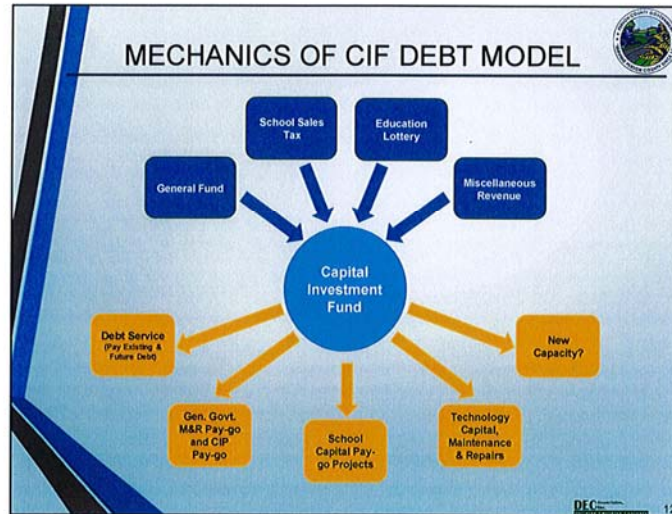 MECHANICS OF CIF DEBT MODEL
School Sales
Tax
Education
Lottery
General Fund
Miscellaneous
Revenue
Capital
Investment
Fund
Debt Service
(Pay Existing &
Future Debt)
New
Capacity?
Gen. Govt.
M&R Pay-go
and CIP
Pay-go
School
Capital Pay-
go Projects
Technology
Capital,
Maintenance
& Repairs
DEC